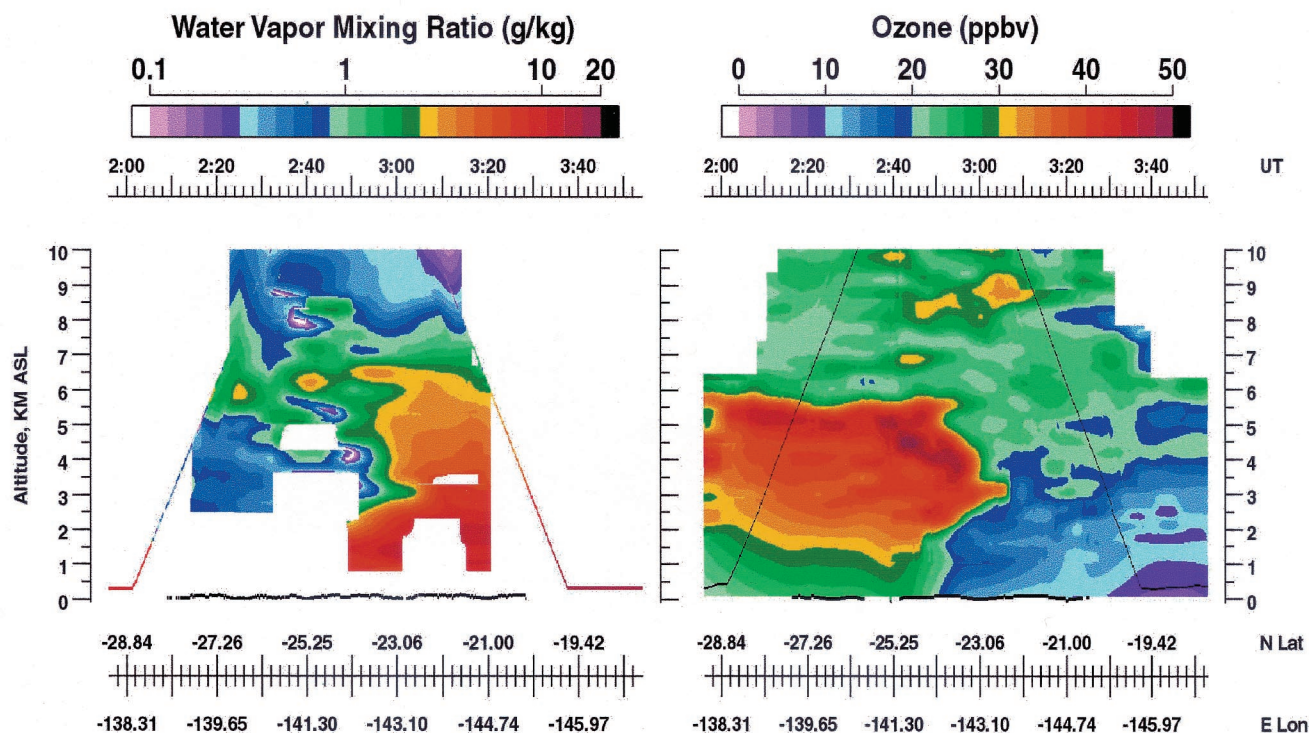 Water Vapor Mixing Ratio (g/kg)
0.1 1 10 20
2:00 2:20 2:40 3:00 3:20 3:40
Ozone (ppbv)
0 10 20 30 40 50
2:00 2:20 2:40 3:00 3:20 3:40 UT
Altitude, KM ASL
10
9
8
7
6
5
4
3
2
1
0
10
9
8
7
6
5
4
3
2
1
0
-28.84 -27.26 -25.25 -23.06 -21.00 -19.42
-138.31 -139.65 -141.30 -143.10 -144.74 -145.97
-28.84 -27.26 -25.25 -23.06 -21.00 -19.42 N Lat
-138.31 -139.65 -141.30 -143.10 -144.74 -145.97 E Lon